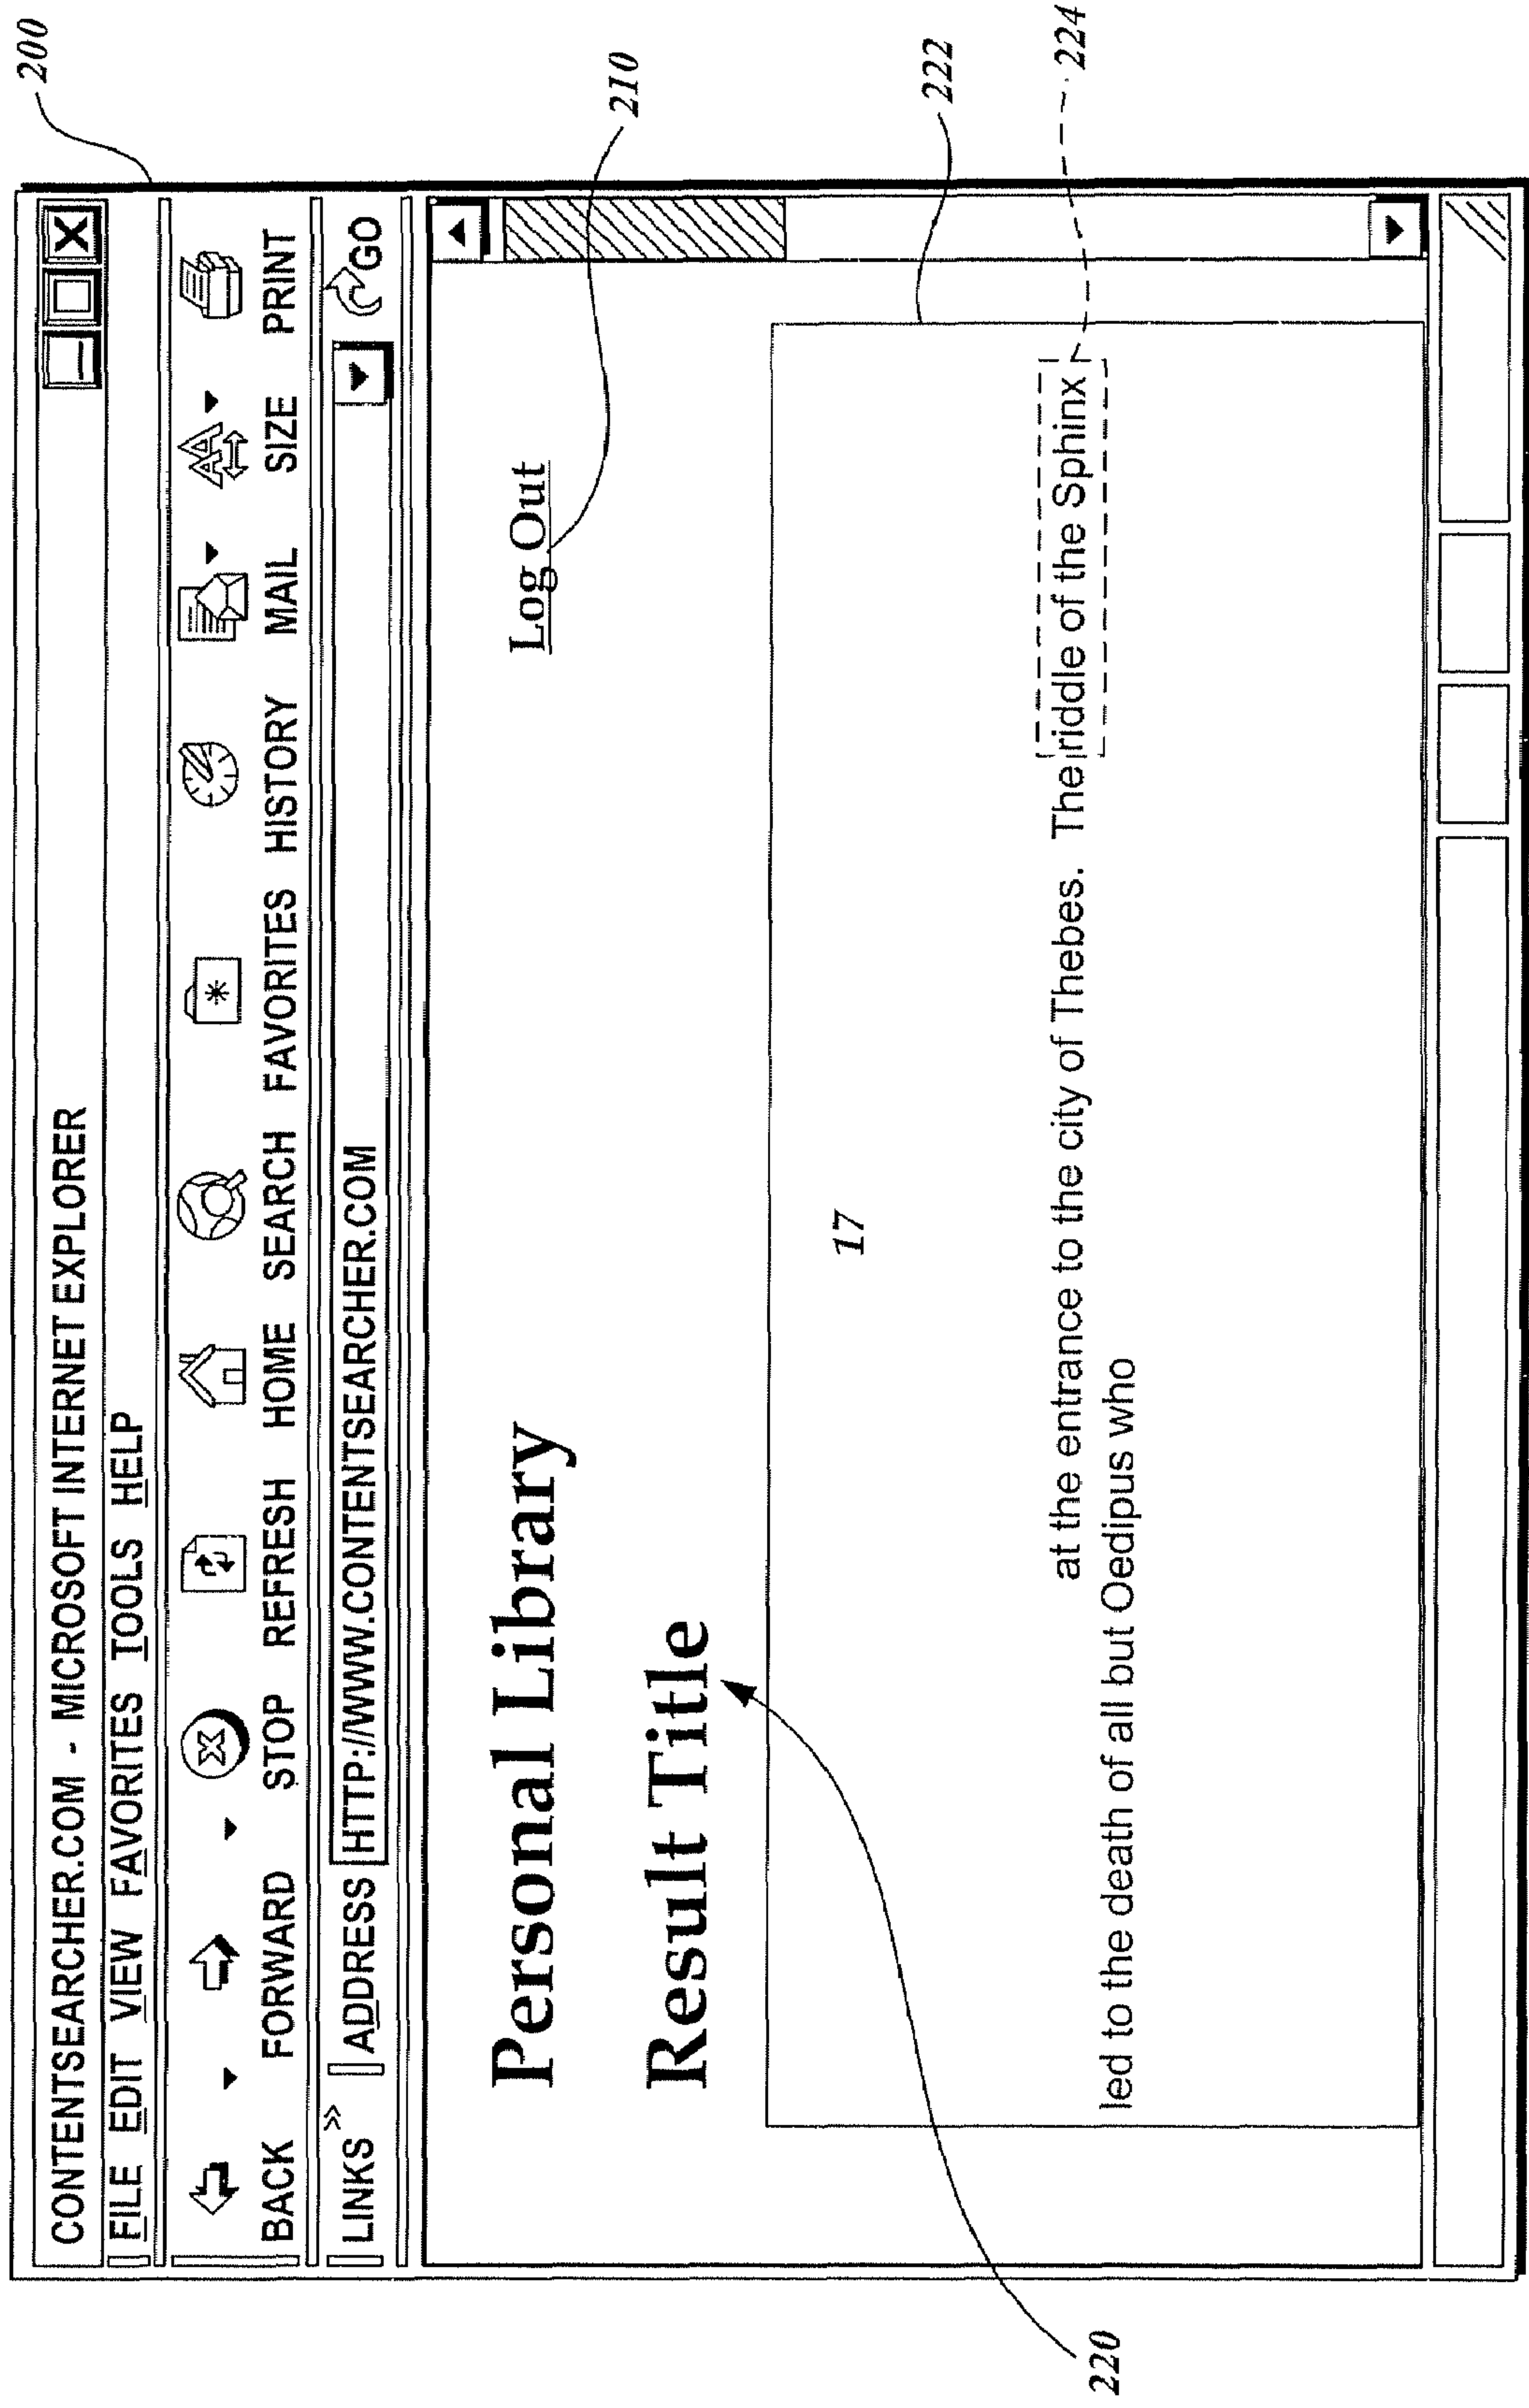 200
CONTENTSEARCHER.COM - MICROSOFT INTERNET EXPLORER
FILE EDIT VIEW FAVORITES TOOLS HELP
BACK FORWARD STOP REFRESH HOME SEARCH FAVORITES HISTORY MAIL SIZE PRINT
LINKS » ADDRESS HTTP://WWW.CONTENTSEARCHER.COM GO
Personal Library
Log Out
210
Result Title
220
17
222
at the entrance to the city of Thebes. The riddle of the Sphinx
224
led to the death of all but Oedipus who